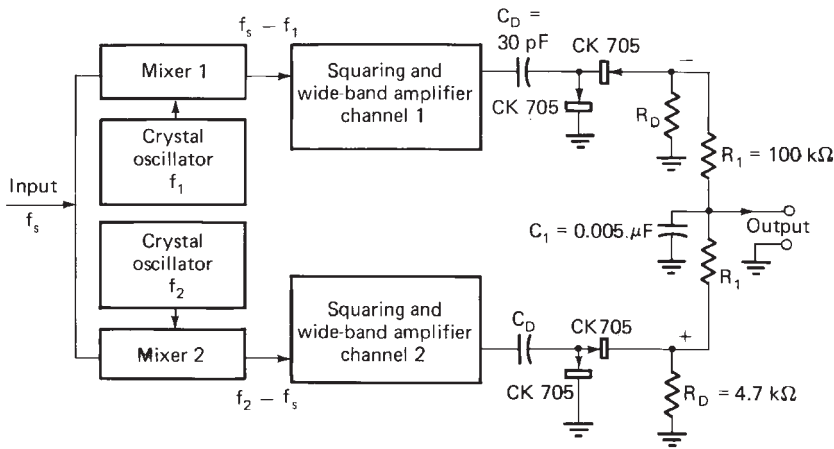 f_s − f_1
C_D =
30 pF
CK 705
−
Mixer 1
Squaring and
wide-band amplifier
channel 1
CK 705
R_D
R_1 = 100 kΩ
Crystal
oscillator
f_1
Input
f_s
C_1 = 0.005.μF
Output
Crystal
oscillator
f_2
R_1
Squaring and
wide-band amplifier
channel 2
C_D
CK705
+
Mixer 2
CK 705
R_D = 4.7 kΩ
f_2 − f_s